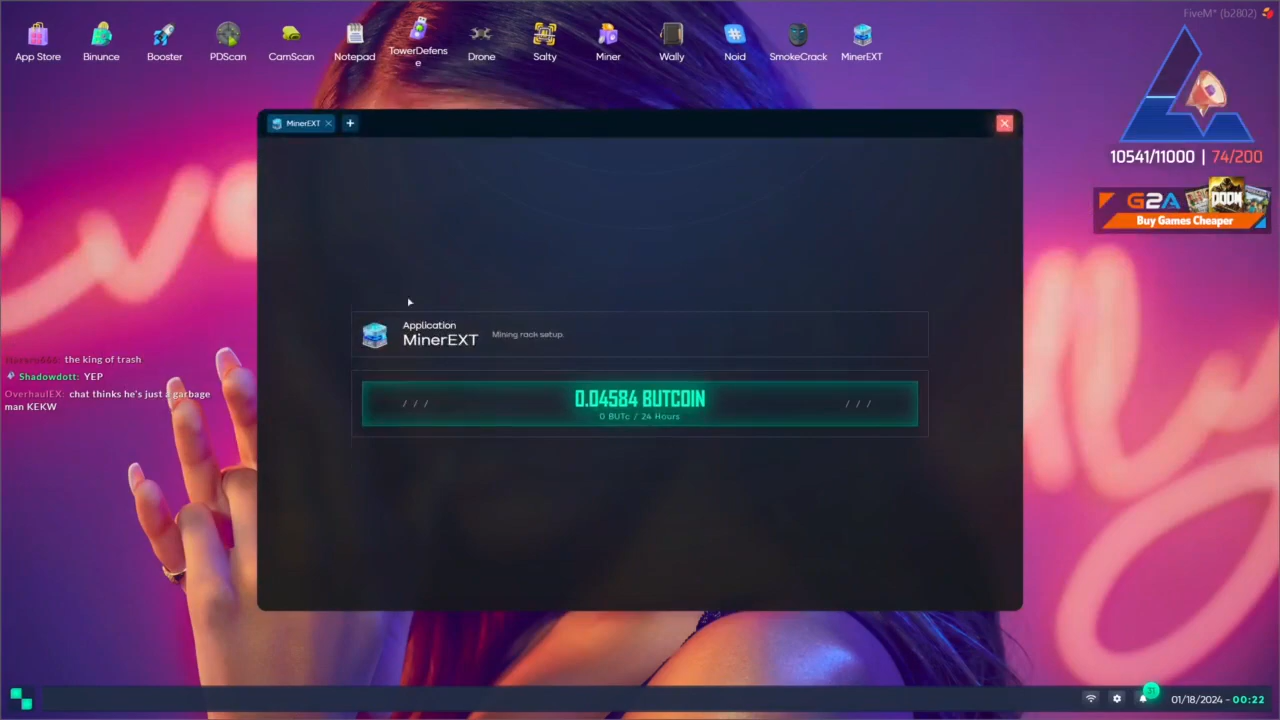 FiveM* (b2802)
App Store
Binunce
Booster
PDScan
CamScan
Notepad
TowerDefens
e
Drone
Salty
Miner
Wally
Noid
SmokeCrack
MinerEXT
MinerEXT
10541/11000 | 74/200
G2A
DOOM
Buy Games Cheaper
Application
MinerEXT
Mining rack setup.
the king of trash
Shadowdott: YEP
OverhaulEX: chat thinks he's just a garbage
man KEKW
/ / /
0.04584 BUTCOIN
/ / /
0 BUTc / 24 Hours
31
01/18/2024 - 00:22